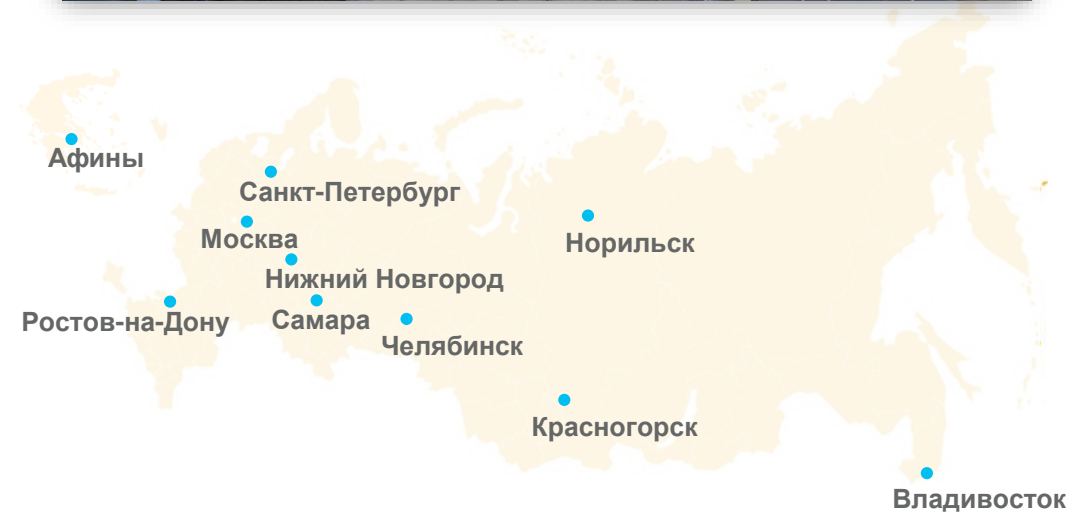 Афины
Санкт-Петербург
Москва
Норильск
Нижний Новгород
Ростов-на-Дону
Самара
Челябинск
Красногорск
Владивосток